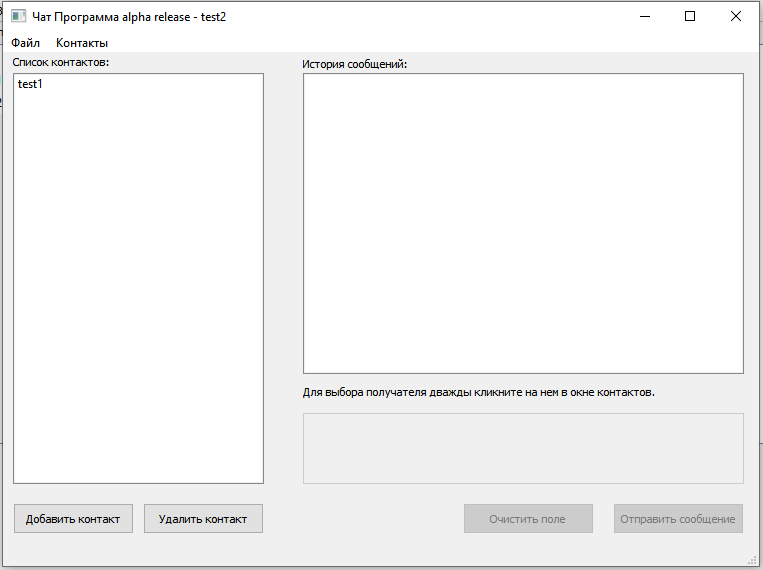 Чат Программа alpha release - test2
Файл Контакты
Список контактов:
История сообщений:
test1
Для выбора получателя дважды кликните на нем в окне контактов.
Добавить контакт
Удалить контакт
Очистить поле
Отправить сообщение